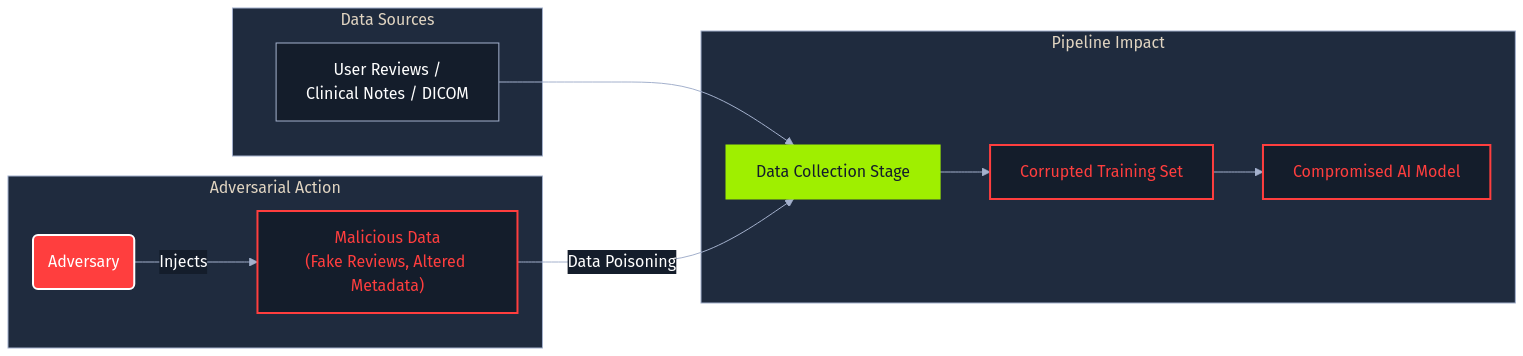 Data Sources
User Reviews /
Clinical Notes / DICOM
Adversarial Action
Adversary
Injects
Malicious Data
(Fake Reviews, Altered
Metadata)
Data Poisoning
Pipeline Impact
Data Collection Stage
Corrupted Training Set
Compromised AI Model